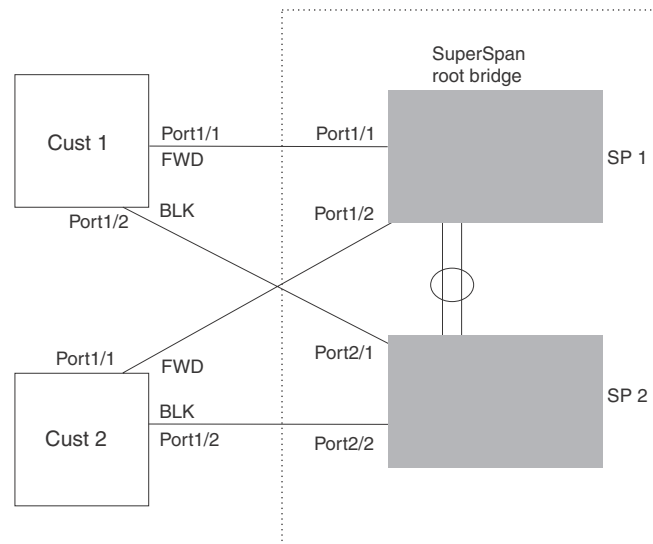 SuperSpan
root bridge
Cust 1
Port1/1
FWD
Port1/1
SP 1
BLK
Port1/2
Port1/2
Port1/1
FWD
Port2/1
SP 2
BLK
Cust 2
Port1/2
Port2/2